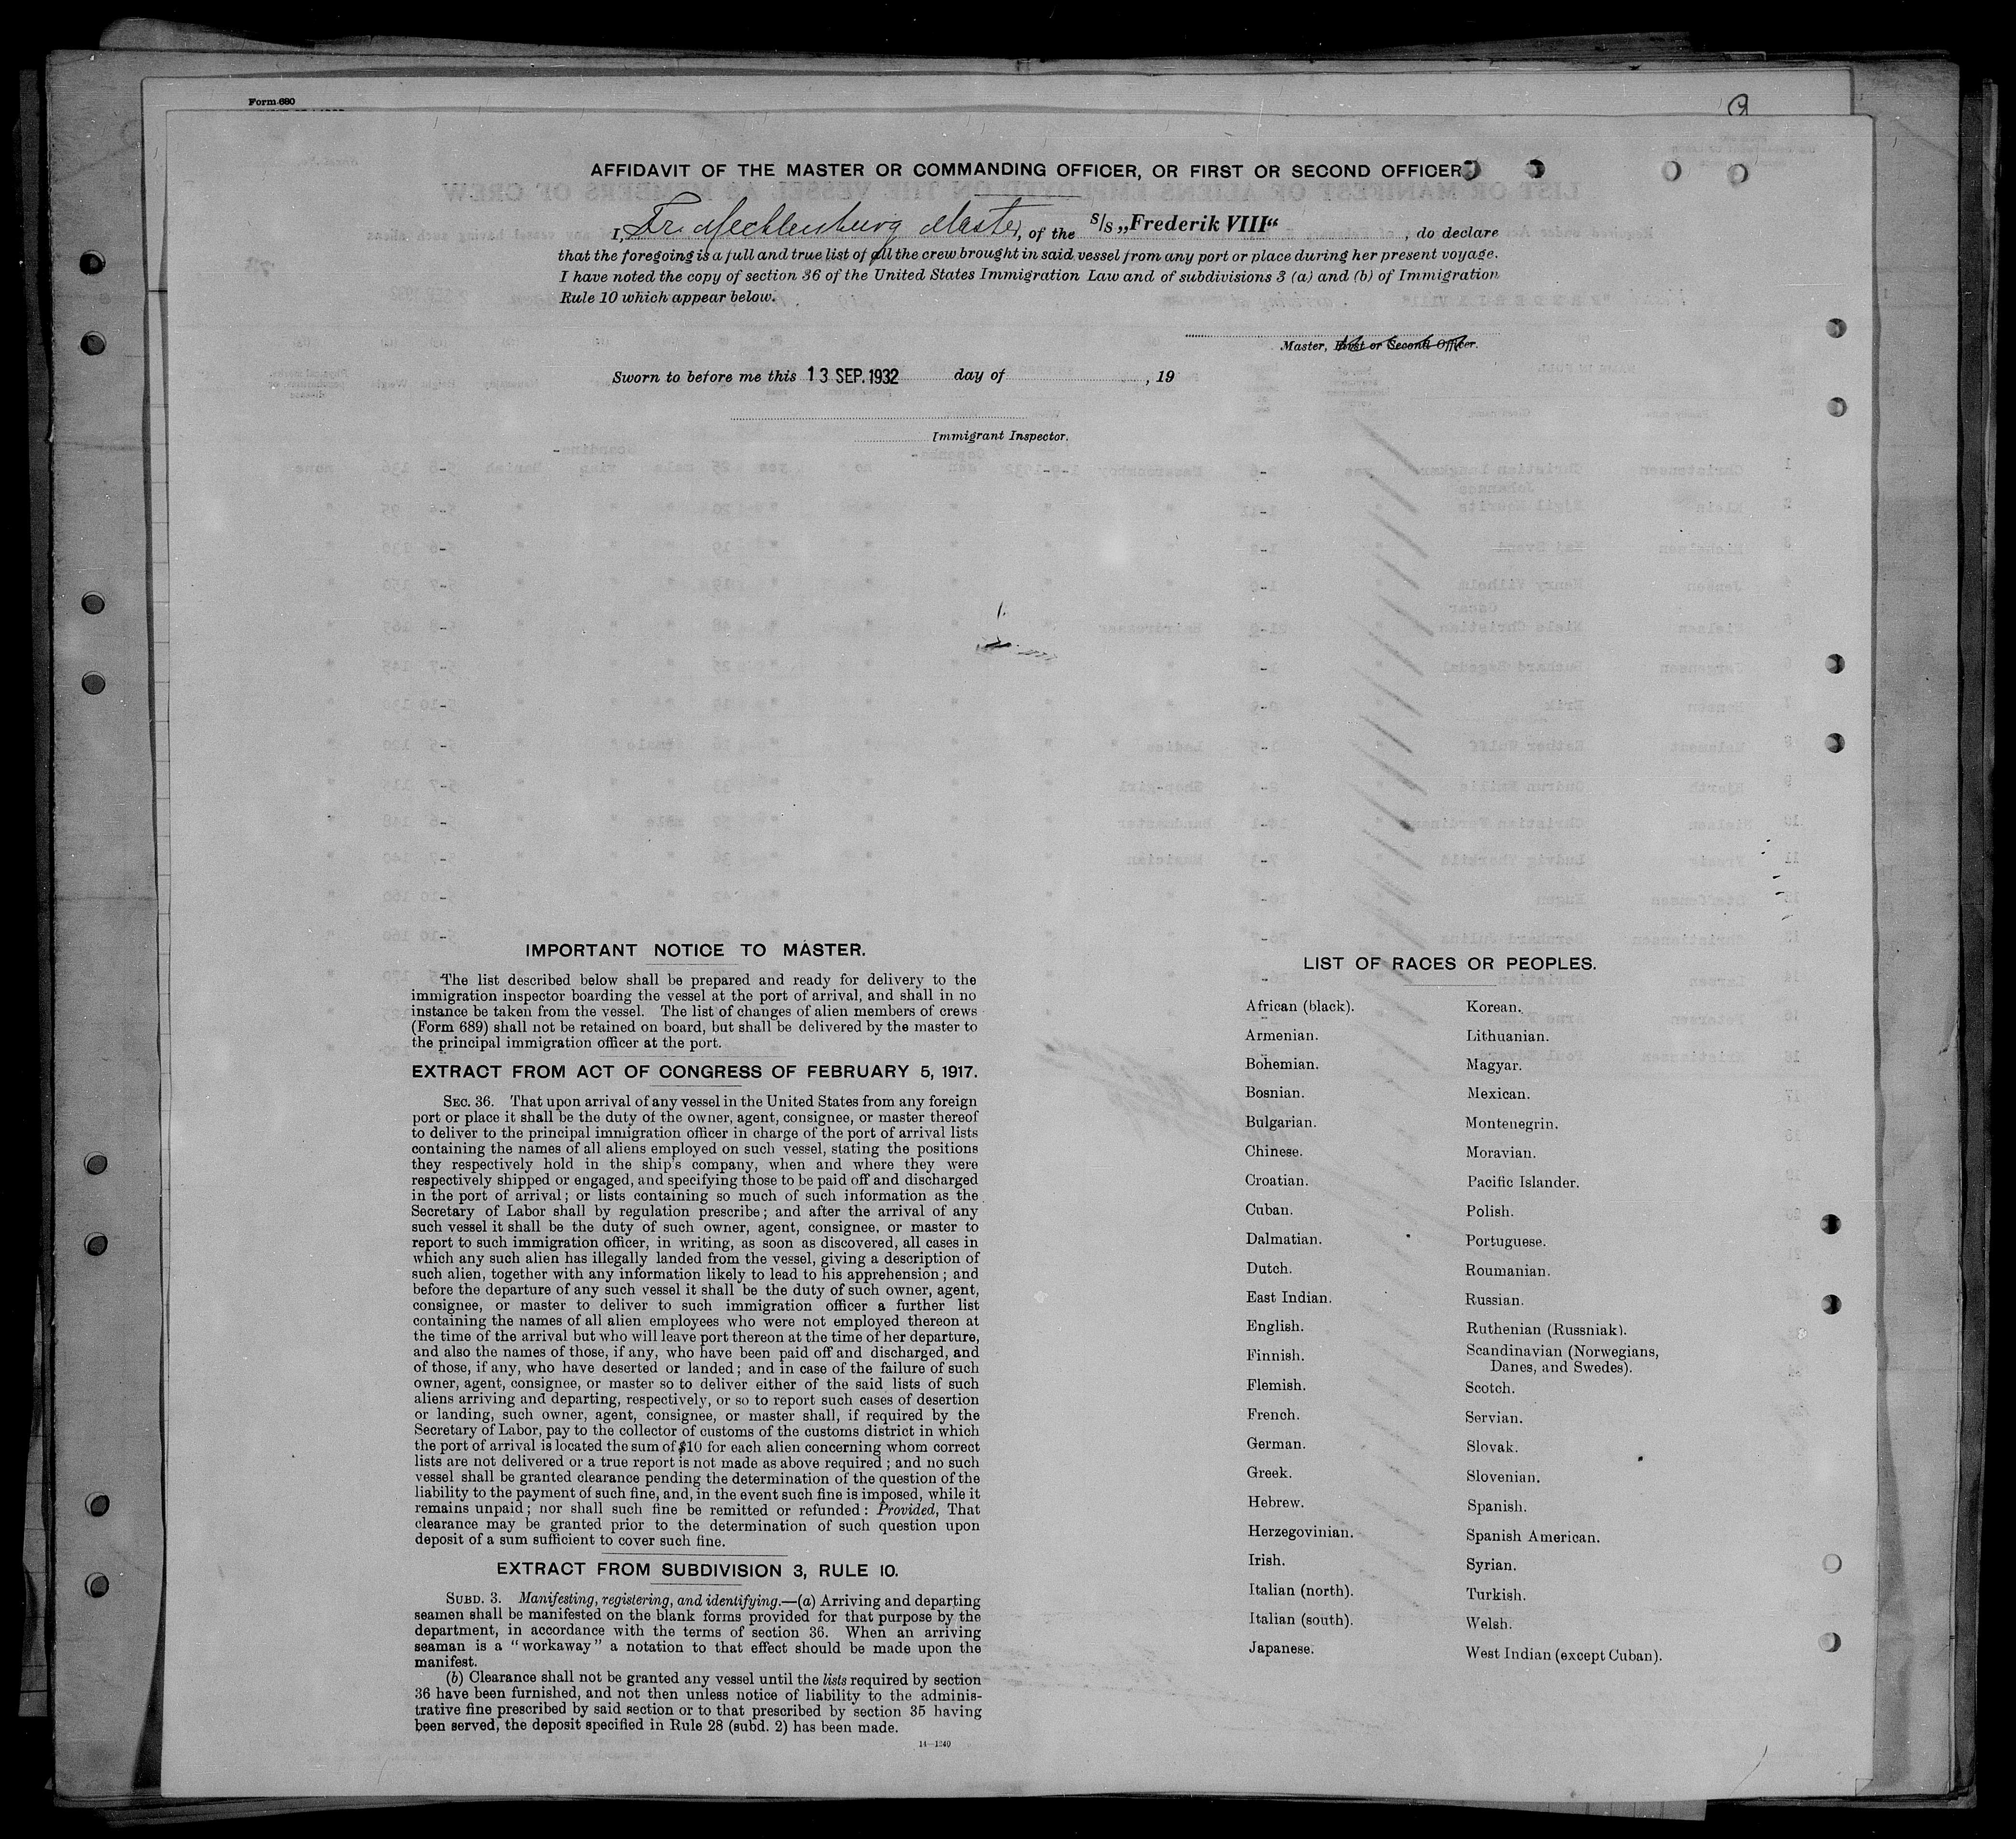 Form 680
AFFIDAVIT OF THE MASTER OR COMMANDING OFFICER, OR FIRST OR SECOND OFFICER
I, Fr. Mecklenburg Master, of the S/S „Frederik VIII“, do declare
that the foregoing is a full and true list of all the crew brought in said vessel from any port or place during her present voyage.
I have noted the copy of section 36 of the United States Immigration Law and of subdivisions 3 (a) and (b) of Immigration
Rule 10 which appear below.
Master, First or Second Officer.
Sworn to before me this 13 SEP. 1932 day of , 19
Immigrant Inspector.
IMPORTANT NOTICE TO MASTER.
The list described below shall be prepared and ready for delivery to the
immigration inspector boarding the vessel at the port of arrival, and shall in no
instance be taken from the vessel. The list of changes of alien members of crews
(Form 689) shall not be retained on board, but shall be delivered by the master to
the principal immigration officer at the port.
EXTRACT FROM ACT OF CONGRESS OF FEBRUARY 5, 1917.
SEC. 36. That upon arrival of any vessel in the United States from any foreign
port or place it shall be the duty of the owner, agent, consignee, or master thereof
to deliver to the principal immigration officer in charge of the port of arrival lists
containing the names of all aliens employed on such vessel, stating the positions
they respectively hold in the ship's company, when and where they were
respectively shipped or engaged, and specifying those to be paid off and discharged
in the port of arrival; or lists containing so much of such information as the
Secretary of Labor shall by regulation prescribe; and after the arrival of any
such vessel it shall be the duty of such owner, agent, consignee, or master to
report to such immigration officer, in writing, as soon as discovered, all cases in
which any such alien has illegally landed from the vessel, giving a description of
such alien, together with any information likely to lead to his apprehension; and
before the departure of any such vessel it shall be the duty of such owner, agent,
consignee, or master to deliver to such immigration officer a further list
containing the names of all alien employees who were not employed thereon at
the time of the arrival but who will leave port thereon at the time of her departure,
and also the names of those, if any, who have been paid off and discharged, and
of those, if any, who have deserted or landed; and in case of the failure of such
owner, agent, consignee, or master so to deliver either of the said lists of such
aliens arriving and departing, respectively, or so to report such cases of desertion
or landing, such owner, agent, consignee, or master shall, if required by the
Secretary of Labor, pay to the collector of customs of the customs district in which
the port of arrival is located the sum of $10 for each alien concerning whom correct
lists are not delivered or a true report is not made as above required; and no such
vessel shall be granted clearance pending the determination of the question of the
liability to the payment of such fine, and, in the event such fine is imposed, while it
remains unpaid; nor shall such fine be remitted or refunded: Provided, That
clearance may be granted prior to the determination of such question upon
deposit of a sum sufficient to cover such fine.
EXTRACT FROM SUBDIVISION 3, RULE 10.
SUBD. 3. Manifesting, registering, and identifying.—(a) Arriving and departing
seamen shall be manifested on the blank forms provided for that purpose by the
department, in accordance with the terms of section 36. When an arriving
seaman is a "workaway" a notation to that effect should be made upon the
manifest.
(b) Clearance shall not be granted any vessel until the lists required by section
36 have been furnished, and not then unless notice of liability to the adminis-
trative fine prescribed by said section or to that prescribed by section 35 having
been served, the deposit specified in Rule 28 (subd. 2) has been made.
14—1240
LIST OF RACES OR PEOPLES.
African (black).
Armenian.
Bohemian.
Bosnian.
Bulgarian.
Chinese.
Croatian.
Cuban.
Dalmatian.
Dutch.
East Indian.
English.
Finnish.
Flemish.
French.
German.
Greek.
Hebrew.
Herzegovinian.
Irish.
Italian (north).
Italian (south).
Japanese.
Korean.
Lithuanian.
Magyar.
Mexican.
Montenegrin.
Moravian.
Pacific Islander.
Polish.
Portuguese.
Roumanian.
Russian.
Ruthenian (Russniak).
Scandinavian (Norwegians,
Danes, and Swedes).
Scotch.
Servian.
Slovak.
Slovenian.
Spanish.
Spanish American.
Syrian.
Turkish.
Welsh.
West Indian (except Cuban).